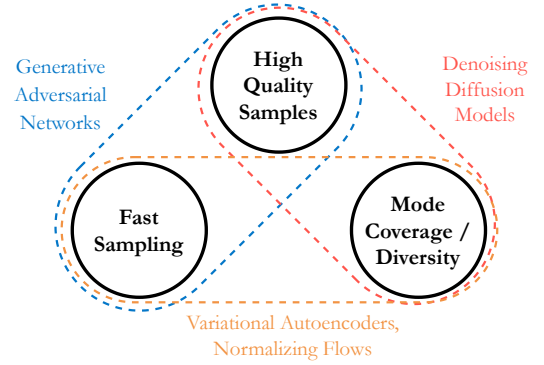 Generative
Adversarial
Networks
High
Quality
Samples
Denoising
Diffusion
Models
Fast
Sampling
Mode
Coverage /
Diversity
Variational Autoencoders,
Normalizing Flows